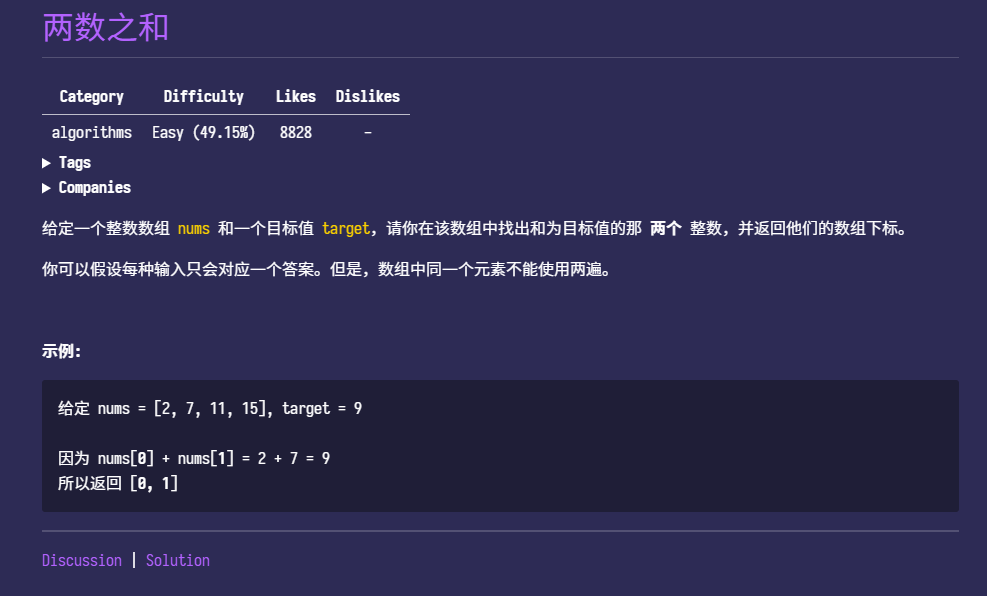 两数之和
Category Difficulty Likes Dislikes
algorithms Easy (49.15%) 8828 -
▶ Tags
▶ Companies
给定一个整数数组 nums 和一个目标值 target，请你在该数组中找出和为目标值的那 两个 整数，并返回他们的数组下标。
你可以假设每种输入只会对应一个答案。但是，数组中同一个元素不能使用两遍。
示例:
给定 nums = [2, 7, 11, 15], target = 9
因为 nums[0] + nums[1] = 2 + 7 = 9
所以返回 [0, 1]
Discussion | Solution